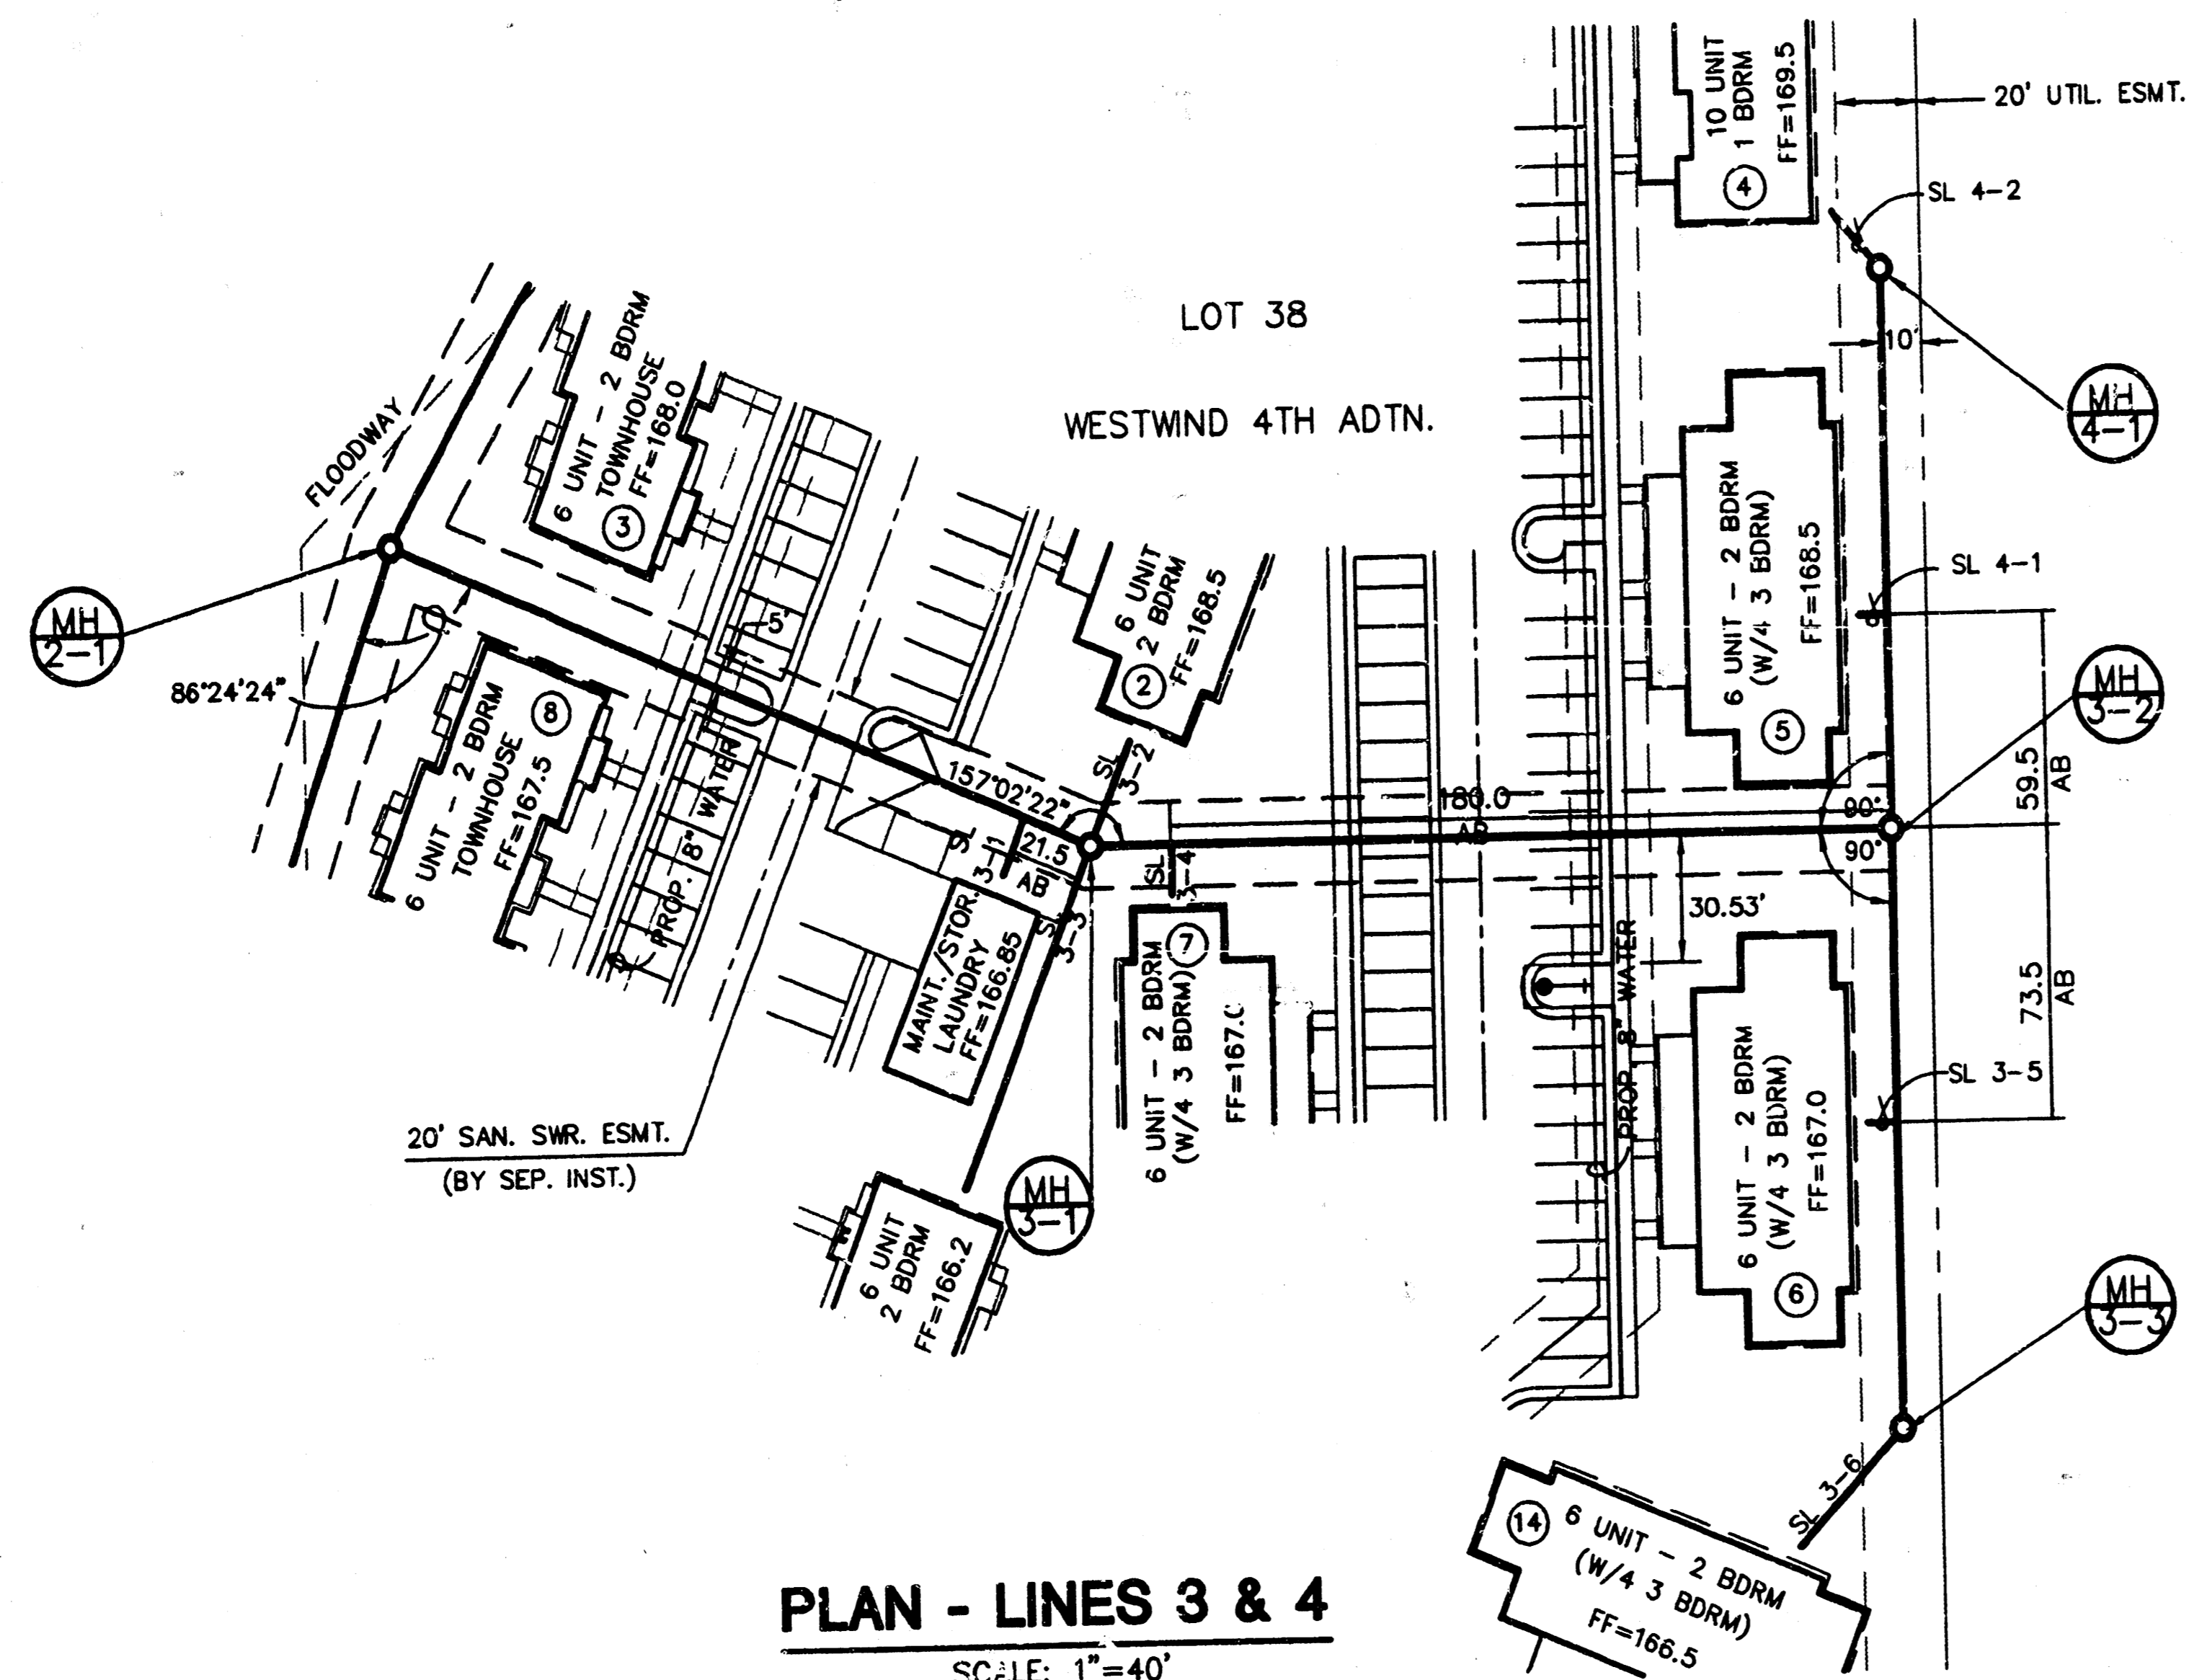 10 UNIT
1 BDRM
FF=169.5
4
20' UTIL. ESMT.
SL 4-2
10'
MH
4-1
LOT 38
WESTWIND 4TH ADTN.
FLOODWAY
6 UNIT - 2 BDRM
TOWNHOUSE
FF=168.0
3
MH
2-1
86°24'24"
5'
6 UNIT
2 BDRM
FF=168.5
2
6 UNIT - 2 BDRM
(W/4 3 BDRM)
FF=168.5
5
SL 4-1
MH
3-2
59.5
AB
73.5
AB
6 UNIT - 2 BDRM
TOWNHOUSE
FF=167.5
8
PROP. 8" WATER
157°02'22"
SL
3-2
SL
3-1
21.5
AB
SL
3-3
SL
3-4
180.0
AB
90°
90°
30.53'
MAINT./STOR.
LAUNDRY
FF=166.85
6 UNIT - 2 BDRM
(W/4 3 BDRM)
FF=167.0
7
PROP 8" WATER
6 UNIT - 2 BDRM
(W/4 3 BDRM)
FF=167.0
6
SL 3-5
20' SAN. SWR. ESMT.
(BY SEP. INST.)
MH
3-1
6 UNIT
2 BDRM
FF=166.2
MH
3-3
SL 3-6
14
6 UNIT - 2 BDRM
(W/4 3 BDRM)
FF=166.5
PLAN - LINES 3 & 4
SCALE: 1"=40'